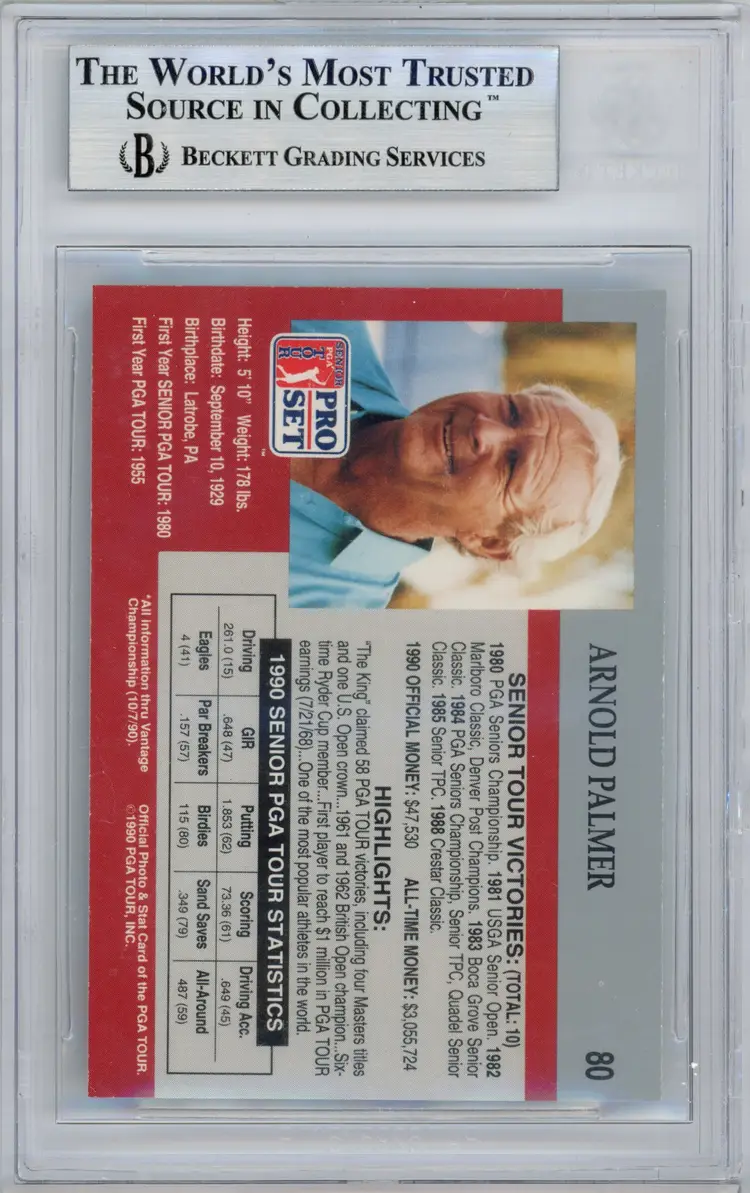 THE WORLD'S MOST TRUSTED
SOURCE IN COLLECTING™
B BECKETT GRADING SERVICES
ARNOLD PALMER 80
SENIOR PGA TOUR
PRO SET
™
Height: 5'10" Weight: 178 lbs.
Birthdate: September 10, 1929
Birthplace: Latrobe, PA
First Year SENIOR PGA TOUR: 1980
First Year PGA TOUR: 1955
SENIOR TOUR VICTORIES: (TOTAL: 10)
1980 PGA Seniors Championship. 1981 USGA Senior Open. 1982
Marlboro Classic, Denver Post Champions. 1983 Boca Grove Senior
Classic. 1984 PGA Seniors Championship, Senior TPC, Quadel Senior
Classic. 1985 Senior TPC. 1988 Crestar Classic.
1990 OFFICIAL MONEY: $47,530 ALL-TIME MONEY: $3,055,724
HIGHLIGHTS:
"The King" claimed 58 PGA TOUR victories, including four Masters titles
and one U.S. Open crown...1961 and 1962 British Open champion...Six-
time Ryder Cup member...First player to reach $1 million in PGA TOUR
earnings (7/21/68)...One of the most popular athletes in the world.
1990 SENIOR PGA TOUR STATISTICS
Driving GIR Putting Scoring Driving Acc.
261.0 (15) .648 (47) 1.853 (62) 73.36 (61) .649 (45)
Eagles Par Breakers Birdies Sand Saves All-Around
4 (41) .157 (57) 115 (80) .349 (79) 487 (59)
*All information thru Vantage
Championship (10/7/90).
Official Photo & Stat Card of the PGA TOUR.
©1990 PGA TOUR, INC.